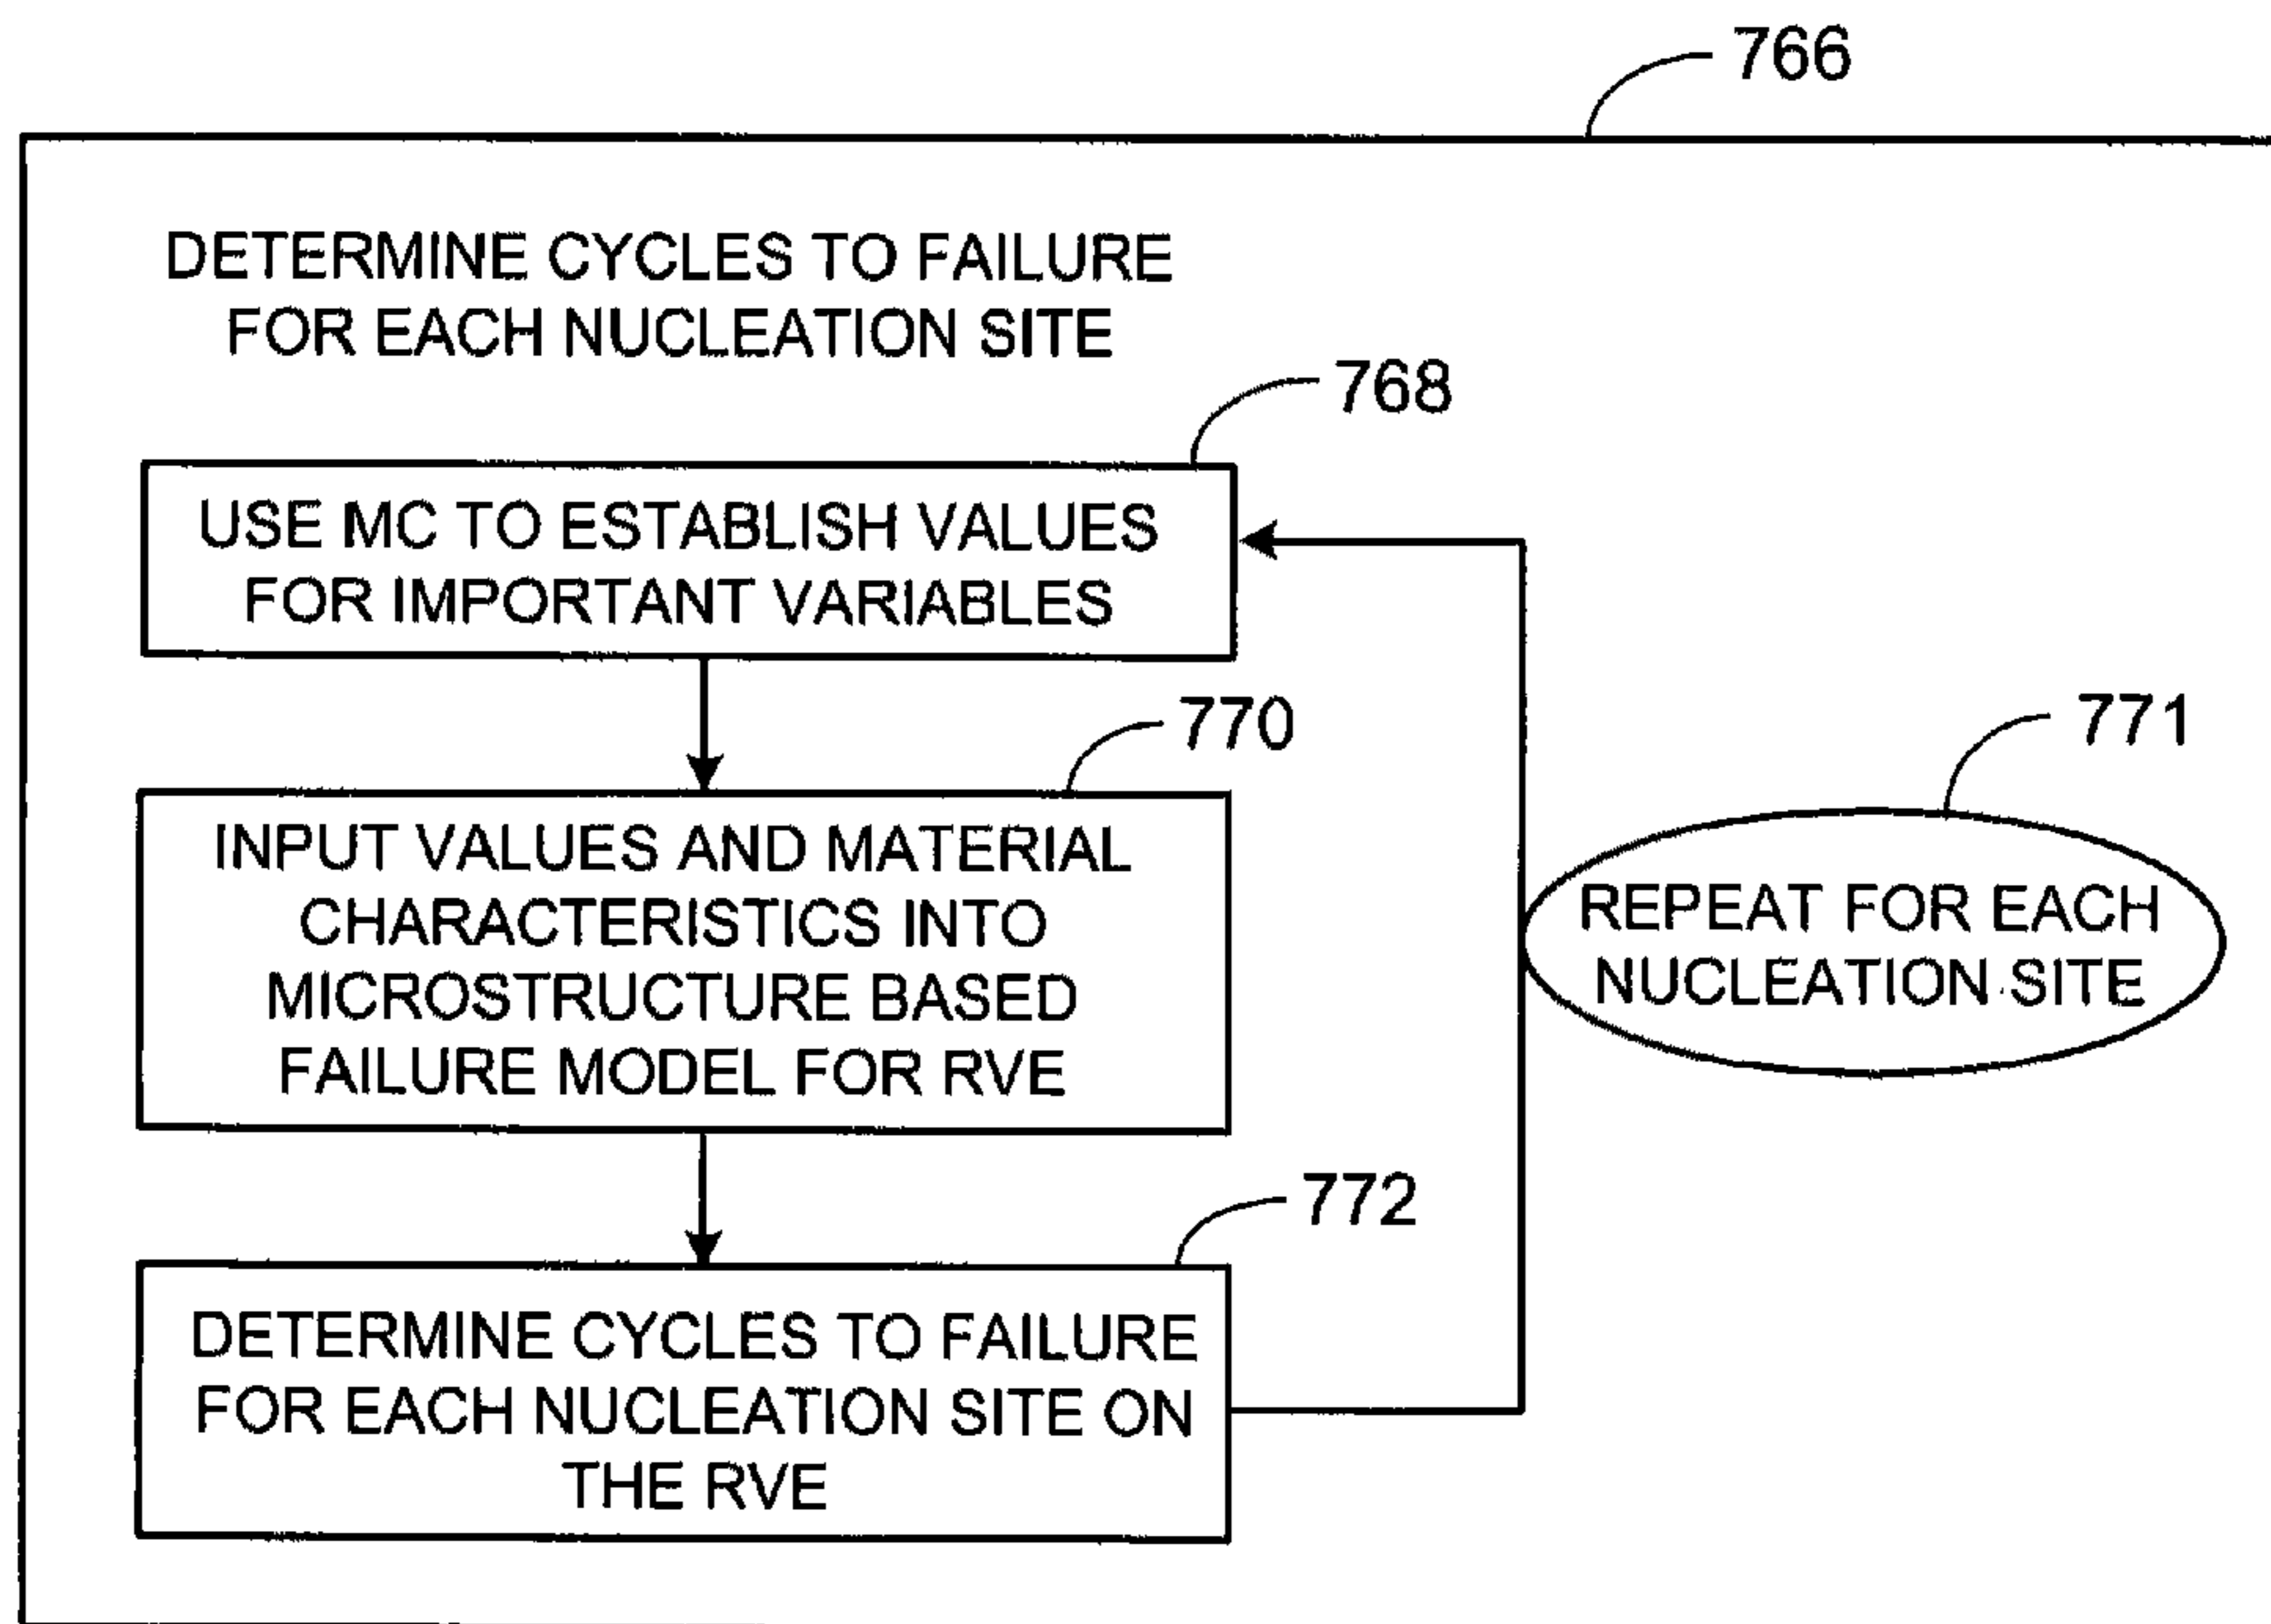 766
DETERMINE CYCLES TO FAILURE
FOR EACH NUCLEATION SITE
768
USE MC TO ESTABLISH VALUES
FOR IMPORTANT VARIABLES
770
INPUT VALUES AND MATERIAL
CHARACTERISTICS INTO
MICROSTRUCTURE BASED
FAILURE MODEL FOR RVE
771
REPEAT FOR EACH
NUCLEATION SITE
772
DETERMINE CYCLES TO FAILURE
FOR EACH NUCLEATION SITE ON
THE RVE